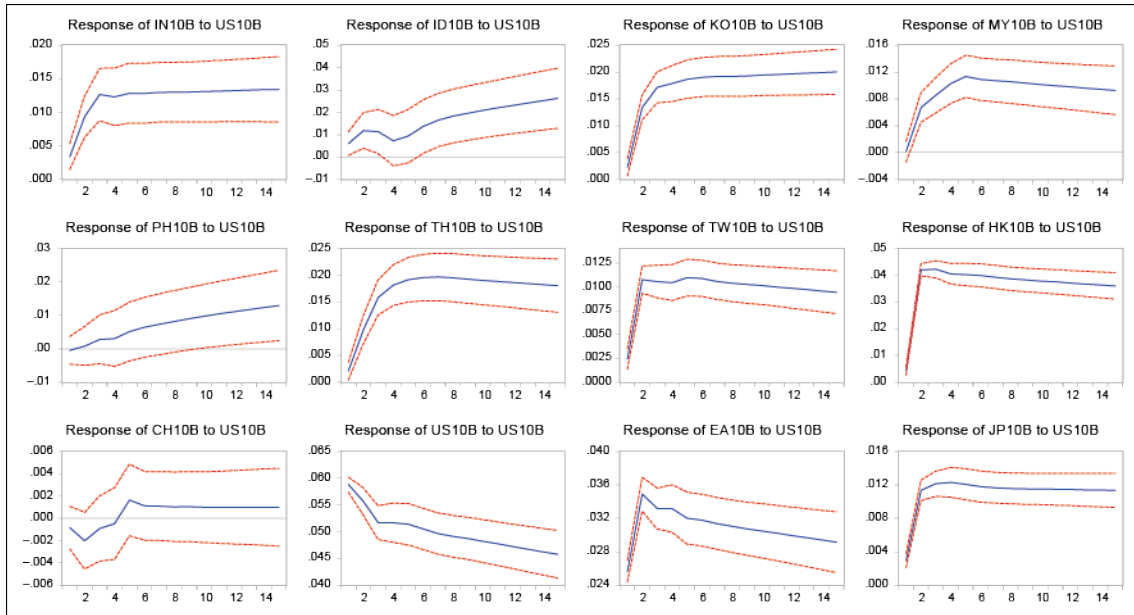 Response of IN10B to US10B
.020
.015
.010
.005
.000
2 4 6 8 10 12 14
Response of ID10B to US10B
.05
.04
.03
.02
.01
.00
-.01
2 4 6 8 10 12 14
Response of KO10B to US10B
.025
.020
.015
.010
.005
.000
2 4 6 8 10 12 14
Response of MY10B to US10B
.016
.012
.008
.004
.000
-.004
2 4 6 8 10 12 14
Response of PH10B to US10B
.03
.02
.01
.00
-.01
2 4 6 8 10 12 14
Response of TH10B to US10B
.025
.020
.015
.010
.005
.000
2 4 6 8 10 12 14
Response of TW10B to US10B
.0125
.0100
.0075
.0050
.0025
.0000
2 4 6 8 10 12 14
Response of HK10B to US10B
.05
.04
.03
.02
.01
.00
2 4 6 8 10 12 14
Response of CH10B to US10B
.006
.004
.002
.000
-.002
-.004
-.006
2 4 6 8 10 12 14
Response of US10B to US10B
.065
.060
.055
.050
.045
.040
2 4 6 8 10 12 14
Response of EA10B to US10B
.040
.036
.032
.028
.024
2 4 6 8 10 12 14
Response of JP10B to US10B
.016
.012
.008
.004
.000
2 4 6 8 10 12 14